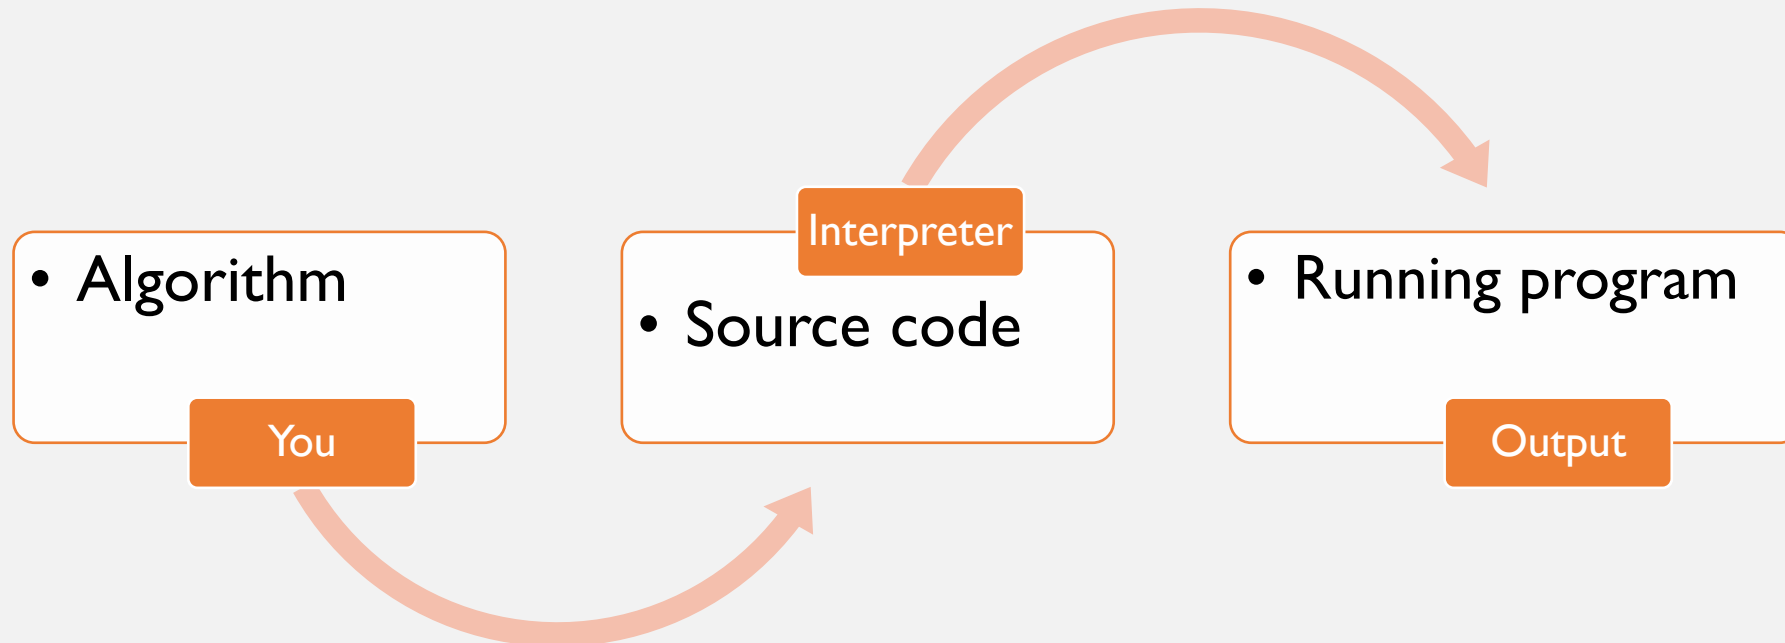 • Algorithm
You
Interpreter
• Source code
• Running program
Output